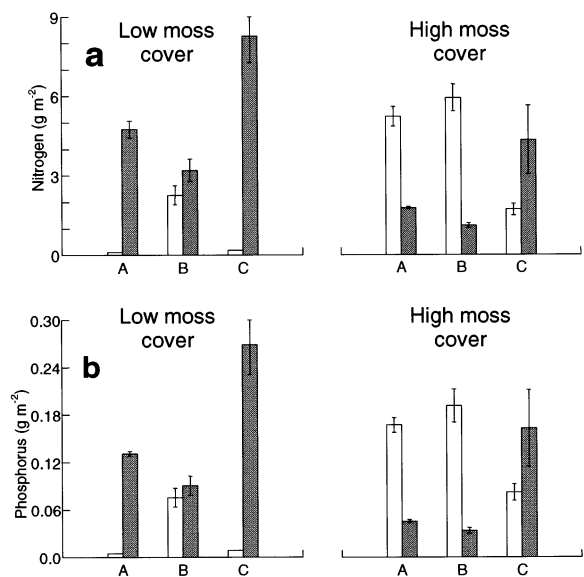 a
Low moss
cover
High moss
cover
Nitrogen (g m⁻²)
9
6
3
0
A B C
A B C
b
Low moss
cover
High moss
cover
Phosphorus (g m⁻²)
0.30
0.24
0.18
0.12
0.06
0.0
A B C
A B C